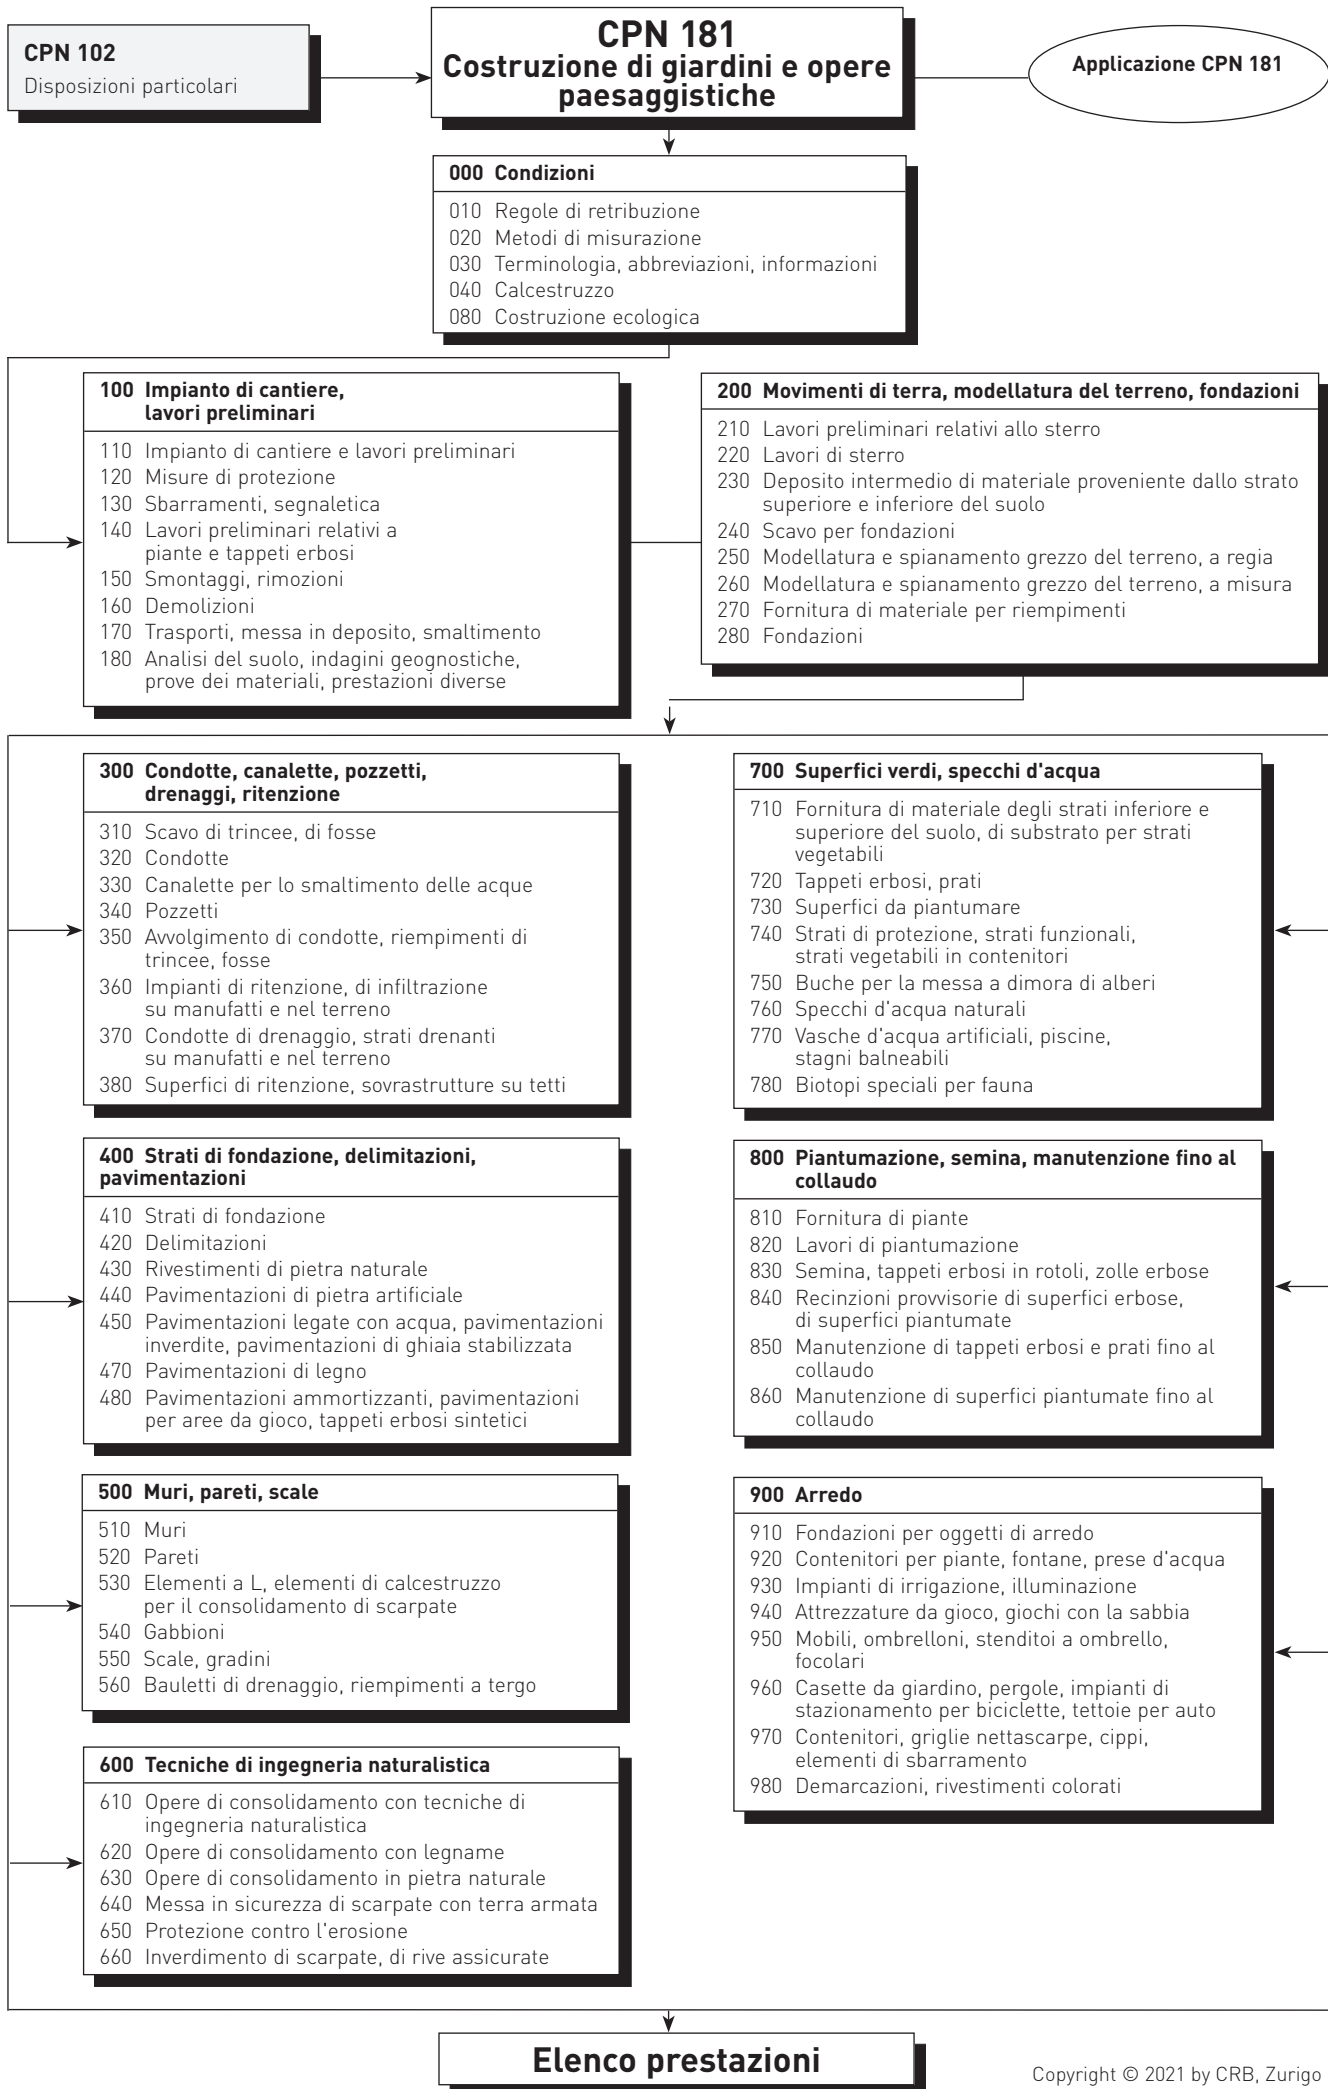 CPN 102
Disposizioni particolari
CPN 181
Costruzione di giardini e opere
paesaggistiche
Applicazione CPN 181
000 Condizioni
010 Regole di retribuzione
020 Metodi di misurazione
030 Terminologia, abbreviazioni, informazioni
040 Calcestruzzo
080 Costruzione ecologica
100 Impianto di cantiere,
lavori preliminari
110 Impianto di cantiere e lavori preliminari
120 Misure di protezione
130 Sbarramenti, segnaletica
140 Lavori preliminari relativi a
piante e tappeti erbosi
150 Smontaggi, rimozioni
160 Demolizioni
170 Trasporti, messa in deposito, smaltimento
180 Analisi del suolo, indagini geognostiche,
prove dei materiali, prestazioni diverse
200 Movimenti di terra, modellatura del terreno, fondazioni
210 Lavori preliminari relativi allo sterro
220 Lavori di sterro
230 Deposito intermedio di materiale proveniente dallo strato
superiore e inferiore del suolo
240 Scavo per fondazioni
250 Modellatura e spianamento grezzo del terreno, a regia
260 Modellatura e spianamento grezzo del terreno, a misura
270 Fornitura di materiale per riempimenti
280 Fondazioni
300 Condotte, canalette, pozzetti,
drenaggi, ritenzione
310 Scavo di trincee, di fosse
320 Condotte
330 Canalette per lo smaltimento delle acque
340 Pozzetti
350 Avvolgimento di condotte, riempimenti di
trincee, fosse
360 Impianti di ritenzione, di infiltrazione
su manufatti e nel terreno
370 Condotte di drenaggio, strati drenanti
su manufatti e nel terreno
380 Superfici di ritenzione, sovrastrutture su tetti
400 Strati di fondazione, delimitazioni,
pavimentazioni
410 Strati di fondazione
420 Delimitazioni
430 Rivestimenti di pietra naturale
440 Pavimentazioni di pietra artificiale
450 Pavimentazioni legate con acqua, pavimentazioni
inverdite, pavimentazioni di ghiaia stabilizzata
470 Pavimentazioni di legno
480 Pavimentazioni ammortizzanti, pavimentazioni
per aree da gioco, tappeti erbosi sintetici
500 Muri, pareti, scale
510 Muri
520 Pareti
530 Elementi a L, elementi di calcestruzzo
per il consolidamento di scarpate
540 Gabbioni
550 Scale, gradini
560 Bauletti di drenaggio, riempimenti a tergo
600 Tecniche di ingegneria naturalistica
610 Opere di consolidamento con tecniche di
ingegneria naturalistica
620 Opere di consolidamento con legname
630 Opere di consolidamento in pietra naturale
640 Messa in sicurezza di scarpate con terra armata
650 Protezione contro l'erosione
660 Inverdimento di scarpate, di rive assicurate
700 Superfici verdi, specchi d'acqua
710 Fornitura di materiale degli strati inferiore e
superiore del suolo, di substrato per strati
vegetabili
720 Tappeti erbosi, prati
730 Superfici da piantumare
740 Strati di protezione, strati funzionali,
strati vegetabili in contenitori
750 Buche per la messa a dimora di alberi
760 Specchi d'acqua naturali
770 Vasche d'acqua artificiali, piscine,
stagni balneabili
780 Biotopi speciali per fauna
800 Piantumazione, semina, manutenzione fino al
collaudo
810 Fornitura di piante
820 Lavori di piantumazione
830 Semina, tappeti erbosi in rotoli, zolle erbose
840 Recinzioni provvisorie di superfici erbose,
di superfici piantumate
850 Manutenzione di tappeti erbosi e prati fino al
collaudo
860 Manutenzione di superfici piantumate fino al
collaudo
900 Arredo
910 Fondazioni per oggetti di arredo
920 Contenitori per piante, fontane, prese d'acqua
930 Impianti di irrigazione, illuminazione
940 Attrezzature da gioco, giochi con la sabbia
950 Mobili, ombrelloni, stenditoi a ombrello,
focolari
960 Casette da giardino, pergole, impianti di
stazionamento per biciclette, tettoie per auto
970 Contenitori, griglie nettascarpe, cippi,
elementi di sbarramento
980 Demarcazioni, rivestimenti colorati
Elenco prestazioni
Copyright © 2021 by CRB, Zurigo